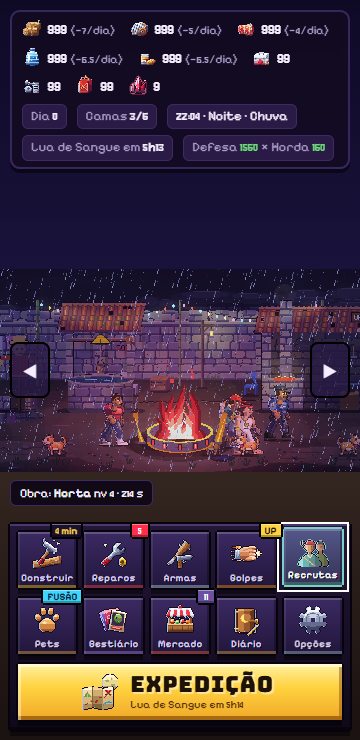 999 (-7/dia) 999 (-5/dia) 999 (-4/dia)
999 (-6.5/dia) 999 (-6.5/dia) 99
99 99 9
Dia 0 Camas 3/6 22:04 · Noite · Chuva
Lua de Sangue em 5h13 Defesa 1560 × Horda 160
◀ ▶
Obra: Horta nv 4 · 214 s
4 min 5 UP
Construir Reparos Armas Golpes Recrutas
FUSÃO 11
Pets Bestiário Mercado Diário Opções
EXPEDIÇÃO
Lua de Sangue em 5h14